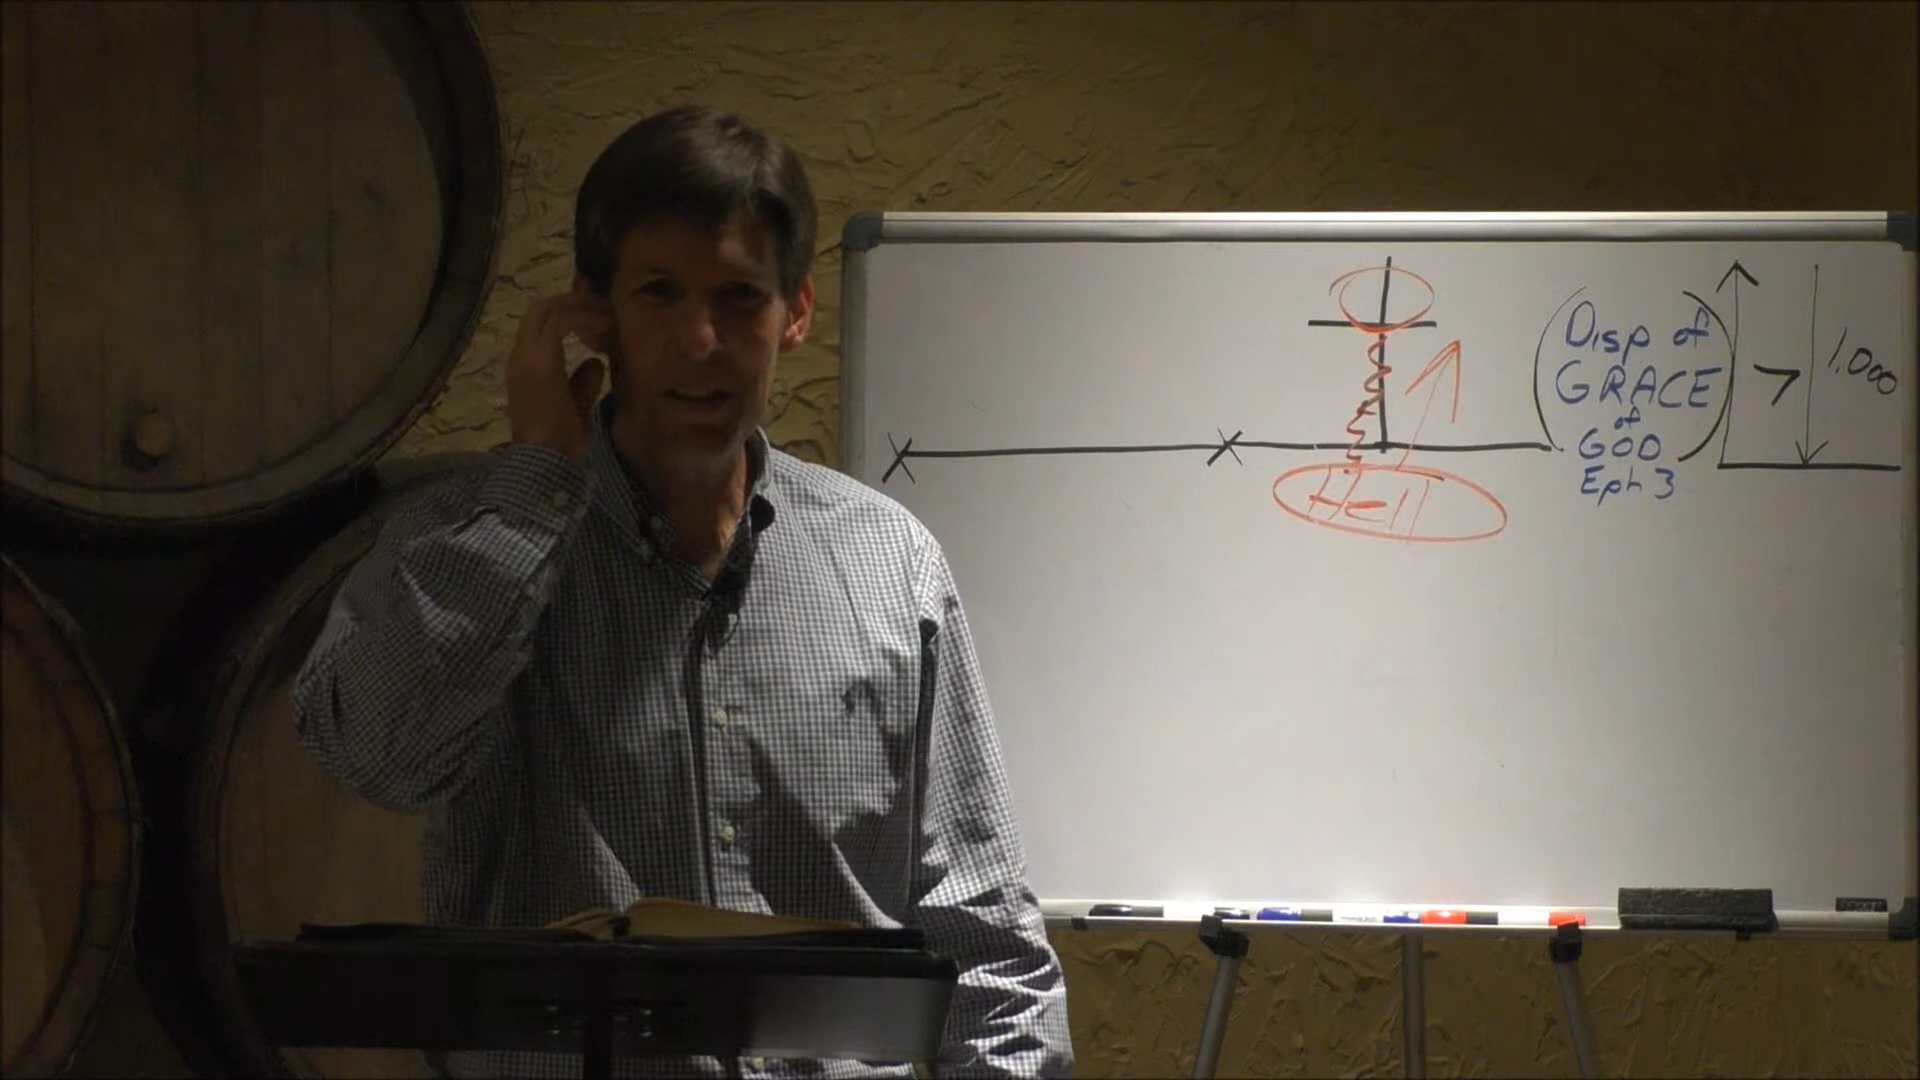 Disp of
GRACE
of
GOD
Eph 3
7
1,000
Hell